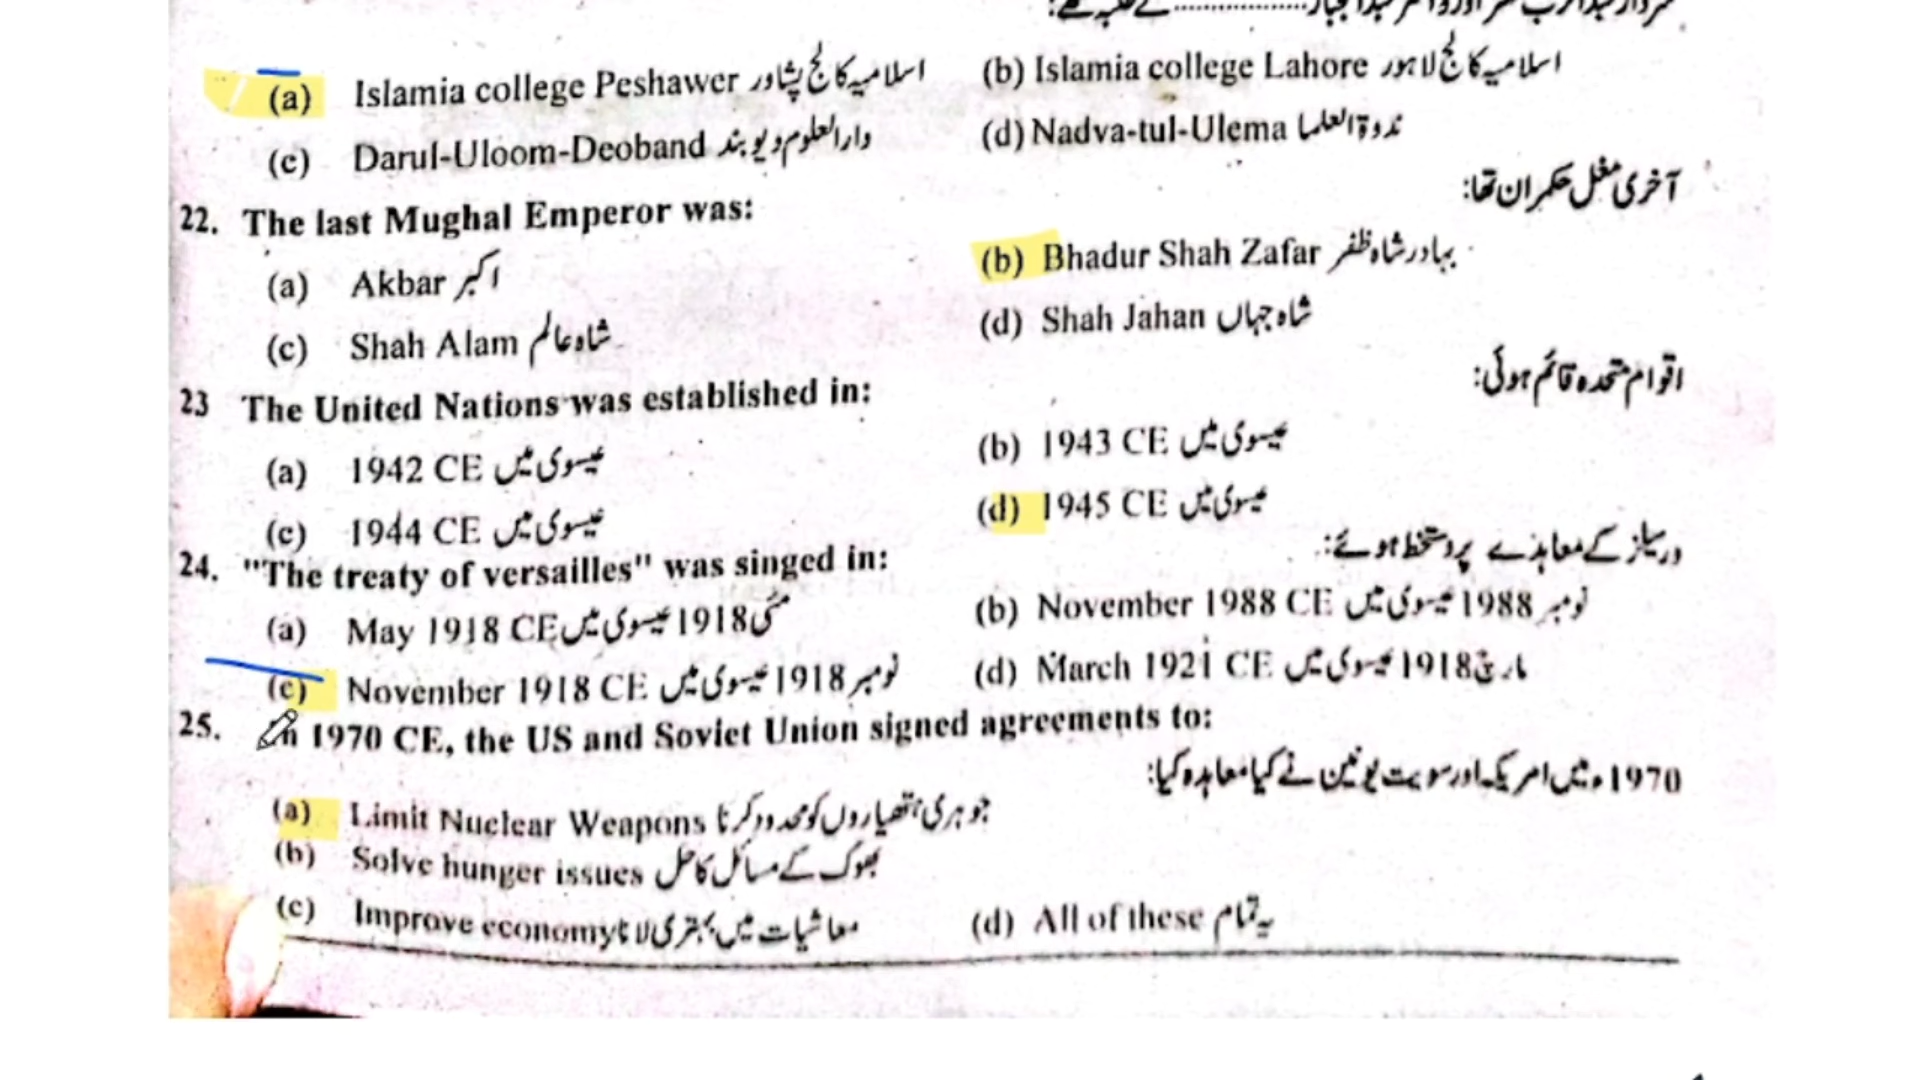 (a) Islamia college Peshawer اسلامیہ کالج پشاور (b) Islamia college Lahore اسلامیہ کالج لاہور
(c) Darul-Uloom-Deoband دارالعلوم دیوبند (d) Nadva-tul-Ulema ندوۃ العلما
آخری مغل حکمران تھا:
22. The last Mughal Emperor was:
(a) Akbar اکبر (b) Bhadur Shah Zafar بہادر شاہ ظفر
(c) Shah Alam شاہ عالم (d) Shah Jahan شاہ جہاں
اقوام متحدہ قائم ہوئی:
23 The United Nations was established in:
(a) 1942 CE عیسوی میں (b) 1943 CE عیسوی میں
(c) 1944 CE عیسوی میں (d) 1945 CE عیسوی میں
ورسیلز کے معاہدے پر دستخط ہوئے:
24. "The treaty of versailles" was singed in:
(a) May 1918 CE مئی 1918 عیسوی میں (b) November 1988 CE نومبر 1988 عیسوی میں
(c) November 1918 CE نومبر 1918 عیسوی میں (d) March 1921 CE مارچ 1918 عیسوی میں
25. In 1970 CE, the US and Soviet Union signed agreements to:
1970ء میں امریکہ اور سویت یونین نے کیا معاہدہ کیا:
(a) Limit Nuclear Weapons جوہری ہتھیاروں کو محدود کرنا
(b) Solve hunger issues بھوک کے مسائل کا حل
(c) Improve economy معاشیات میں بہتری لانا (d) All of these یہ تمام